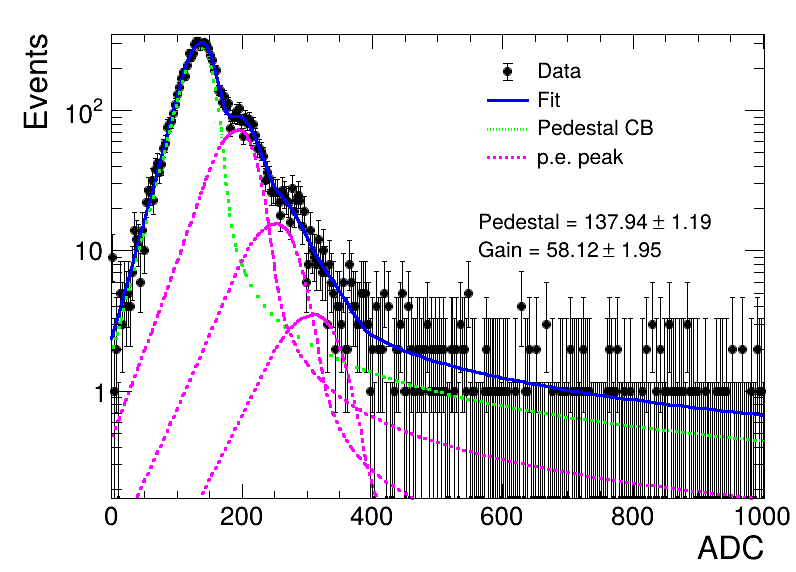 Events
10²
10
1
Data
Fit
Pedestal CB
p.e. peak
Pedestal = 137.94 ± 1.19
Gain = 58.12 ± 1.95
0 200 400 600 800 1000
ADC